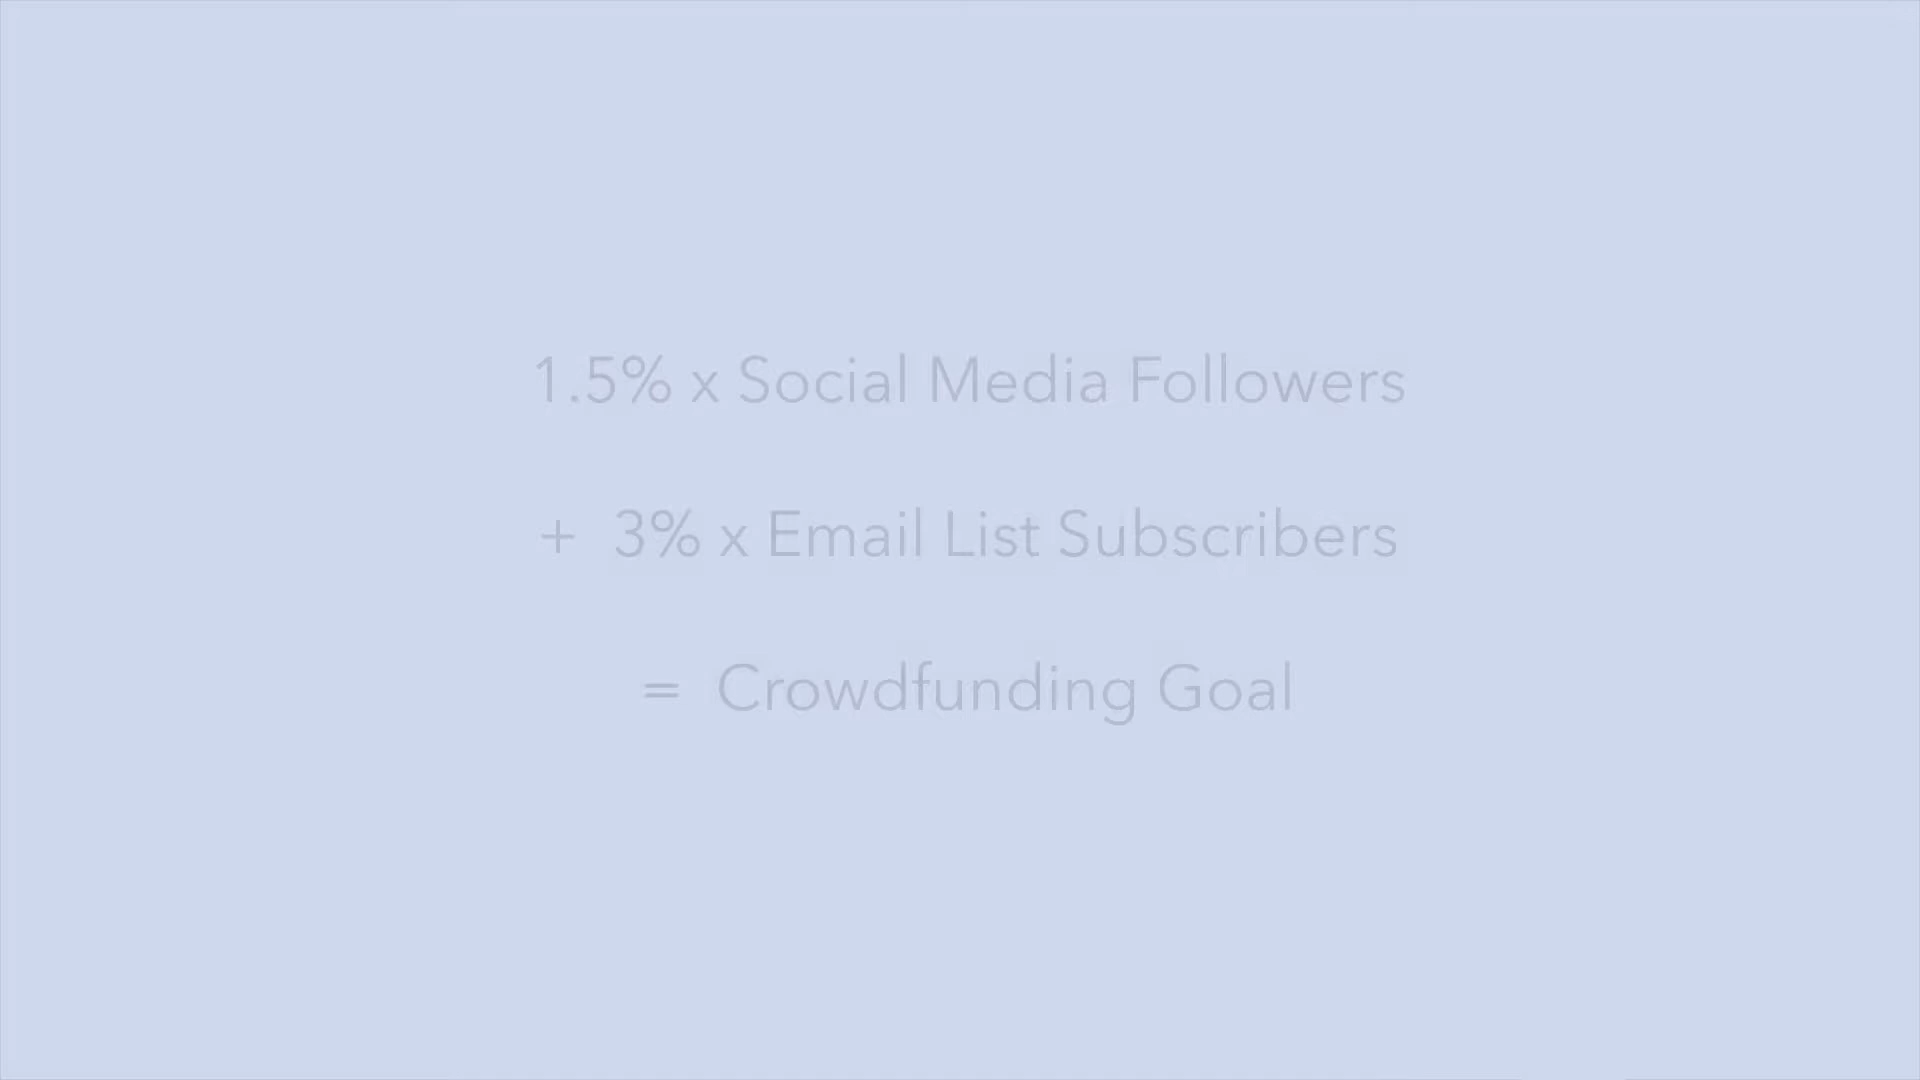 1.5% x Social Media Followers
+ 3% x Email List Subscribers
= Crowdfunding Goal